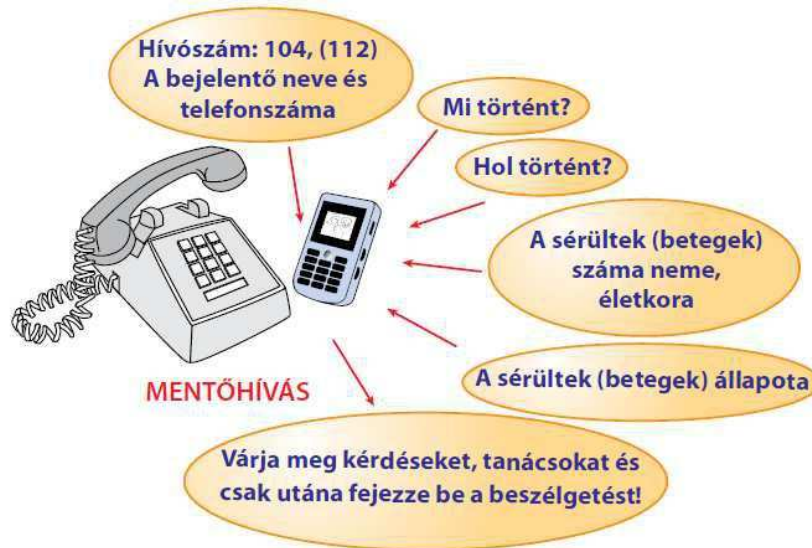 Hívószám: 104, (112)
A bejelentő neve és
telefonszáma
Mi történt?
Hol történt?
A sérültek (betegek)
száma neme,
életkora
A sérültek (betegek) állapota
MENTŐHÍVÁS
Várja meg kérdéseket, tanácsokat és
csak utána fejezze be a beszélgetést!